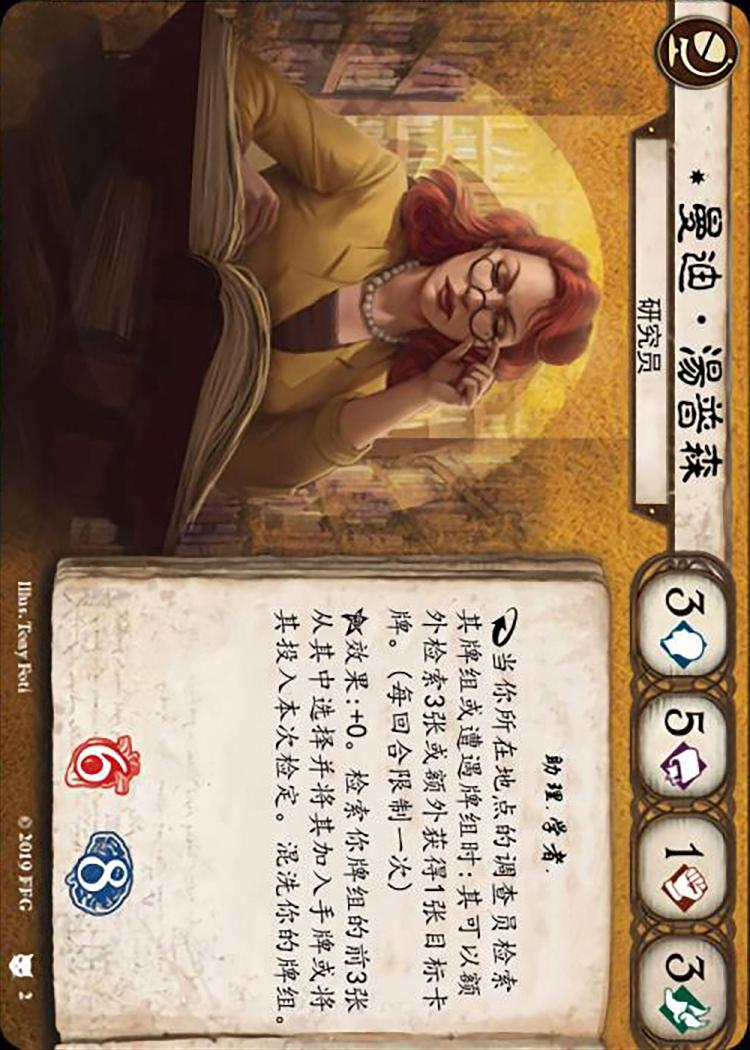 曼迪·湯普森
研究员
3 5 1 3
助理.学者.
当你所在地点的调查员检索
其牌组或遭遇牌组时:其可以额
外检索3张或额外获得1张目标卡
牌。(每回合限制一次)
效果:+0。检索你牌组的前3张
从其中选择并将其加入手牌或将
其投入本次检定。混洗你的牌组。
6 8
Illus. Tony Foti
© 2019 FFG
2